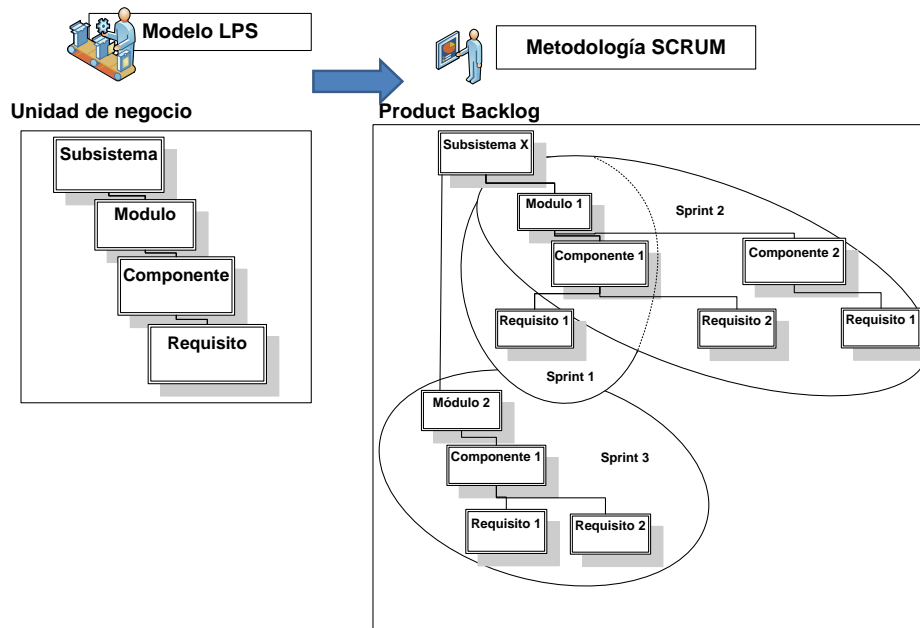 Modelo LPS
Metodología SCRUM
Unidad de negocio
Product Backlog
Subsistema
Modulo
Componente
Requisito
Subsistema X
Modulo 1
Sprint 2
Componente 1
Componente 2
Requisito 1
Requisito 2
Requisito 1
Sprint 1
Módulo 2
Componente 1
Sprint 3
Requisito 1
Requisito 2